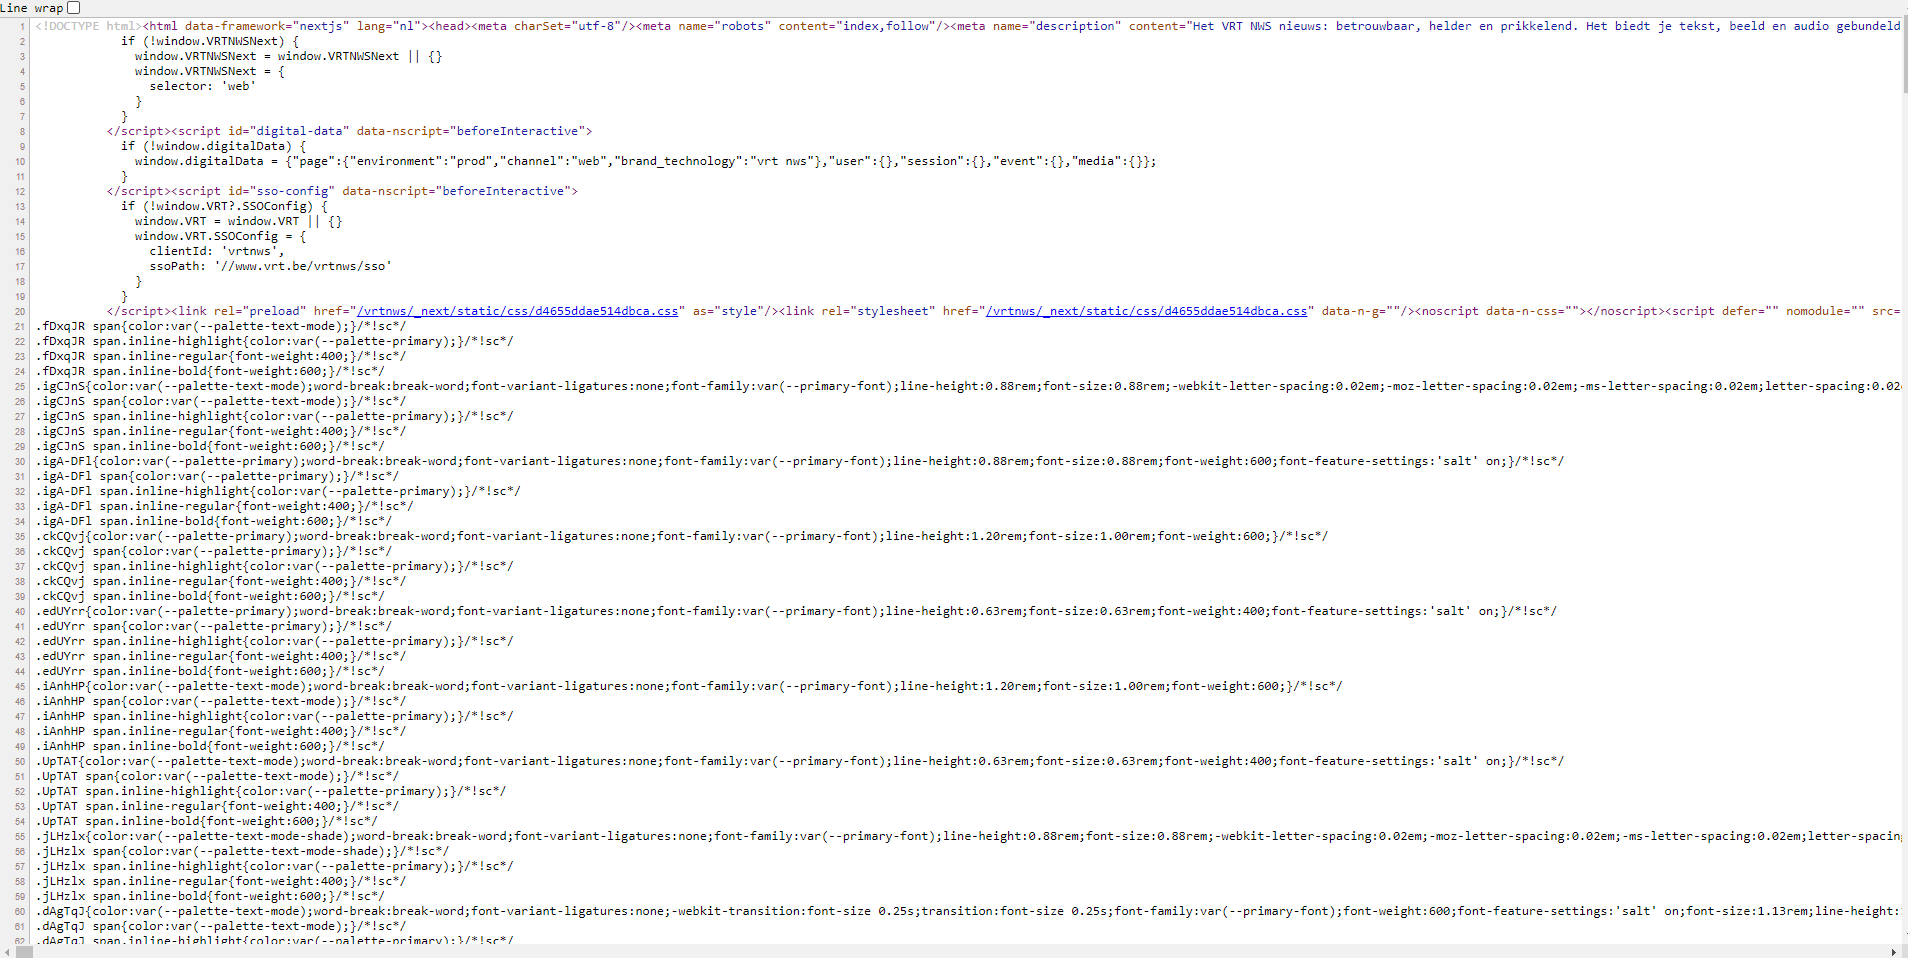 Line wrap
1 <!DOCTYPE html><html data-framework="nextjs" lang="nl"><head><meta charSet="utf-8"/><meta name="robots" content="index,follow"/><meta name="description" content="Het VRT NWS nieuws: betrouwbaar, helder en prikkelend. Het biedt je tekst, beeld en audio gebundeld
2 if (!window.VRTNWSNext) {
3 window.VRTNWSNext = window.VRTNWSNext || {}
4 window.VRTNWSNext = {
5 selector: 'web'
6 }
7 }
8 </script><script id="digital-data" data-nscript="beforeInteractive">
9 if (!window.digitalData) {
10 window.digitalData = {"page":{"environment":"prod","channel":"web","brand_technology":"vrt nws"},"user":{},"session":{},"event":{},"media":{}};
11 }
12 </script><script id="sso-config" data-nscript="beforeInteractive">
13 if (!window.VRT?.SSOConfig) {
14 window.VRT = window.VRT || {}
15 window.VRT.SSOConfig = {
16 clientId: 'vrtnws',
17 ssoPath: '//www.vrt.be/vrtnws/sso'
18 }
19 }
20 </script><link rel="preload" href="/vrtnws/_next/static/css/d4655ddae514dbca.css" as="style"/><link rel="stylesheet" href="/vrtnws/_next/static/css/d4655ddae514dbca.css" data-n-g=""/><noscript data-n-css=""></noscript><script defer="" nomodule="" src=
21 .fDxqJR span{color:var(--palette-text-mode);}/*!sc*/
22 .fDxqJR span.inline-highlight{color:var(--palette-primary);}/*!sc*/
23 .fDxqJR span.inline-regular{font-weight:400;}/*!sc*/
24 .fDxqJR span.inline-bold{font-weight:600;}/*!sc*/
25 .igCJnS{color:var(--palette-text-mode);word-break:break-word;font-variant-ligatures:none;font-family:var(--primary-font);line-height:0.88rem;font-size:0.88rem;-webkit-letter-spacing:0.02em;-moz-letter-spacing:0.02em;-ms-letter-spacing:0.02em;letter-spacing:0.02
26 .igCJnS span{color:var(--palette-text-mode);}/*!sc*/
27 .igCJnS span.inline-highlight{color:var(--palette-primary);}/*!sc*/
28 .igCJnS span.inline-regular{font-weight:400;}/*!sc*/
29 .igCJnS span.inline-bold{font-weight:600;}/*!sc*/
30 .igA-DFl{color:var(--palette-primary);word-break:break-word;font-variant-ligatures:none;font-family:var(--primary-font);line-height:0.88rem;font-size:0.88rem;font-weight:600;font-feature-settings:'salt' on;}/*!sc*/
31 .igA-DFl span{color:var(--palette-primary);}/*!sc*/
32 .igA-DFl span.inline-highlight{color:var(--palette-primary);}/*!sc*/
33 .igA-DFl span.inline-regular{font-weight:400;}/*!sc*/
34 .igA-DFl span.inline-bold{font-weight:600;}/*!sc*/
35 .ckCQvj{color:var(--palette-primary);word-break:break-word;font-variant-ligatures:none;font-family:var(--primary-font);line-height:1.20rem;font-size:1.00rem;font-weight:600;}/*!sc*/
36 .ckCQvj span{color:var(--palette-primary);}/*!sc*/
37 .ckCQvj span.inline-highlight{color:var(--palette-primary);}/*!sc*/
38 .ckCQvj span.inline-regular{font-weight:400;}/*!sc*/
39 .ckCQvj span.inline-bold{font-weight:600;}/*!sc*/
40 .edUYrr{color:var(--palette-primary);word-break:break-word;font-variant-ligatures:none;font-family:var(--primary-font);line-height:0.63rem;font-size:0.63rem;font-weight:400;font-feature-settings:'salt' on;}/*!sc*/
41 .edUYrr span{color:var(--palette-primary);}/*!sc*/
42 .edUYrr span.inline-highlight{color:var(--palette-primary);}/*!sc*/
43 .edUYrr span.inline-regular{font-weight:400;}/*!sc*/
44 .edUYrr span.inline-bold{font-weight:600;}/*!sc*/
45 .iAnhHP{color:var(--palette-text-mode);word-break:break-word;font-variant-ligatures:none;font-family:var(--primary-font);line-height:1.20rem;font-size:1.00rem;font-weight:600;}/*!sc*/
46 .iAnhHP span{color:var(--palette-text-mode);}/*!sc*/
47 .iAnhHP span.inline-highlight{color:var(--palette-primary);}/*!sc*/
48 .iAnhHP span.inline-regular{font-weight:400;}/*!sc*/
49 .iAnhHP span.inline-bold{font-weight:600;}/*!sc*/
50 .UpTAT{color:var(--palette-text-mode);word-break:break-word;font-variant-ligatures:none;font-family:var(--primary-font);line-height:0.63rem;font-size:0.63rem;font-weight:400;font-feature-settings:'salt' on;}/*!sc*/
51 .UpTAT span{color:var(--palette-text-mode);}/*!sc*/
52 .UpTAT span.inline-highlight{color:var(--palette-primary);}/*!sc*/
53 .UpTAT span.inline-regular{font-weight:400;}/*!sc*/
54 .UpTAT span.inline-bold{font-weight:600;}/*!sc*/
55 .jLHzlx{color:var(--palette-text-mode-shade);word-break:break-word;font-variant-ligatures:none;font-family:var(--primary-font);line-height:0.88rem;font-size:0.88rem;-webkit-letter-spacing:0.02em;-moz-letter-spacing:0.02em;-ms-letter-spacing:0.02em;letter-spacing
56 .jLHzlx span{color:var(--palette-text-mode-shade);}/*!sc*/
57 .jLHzlx span.inline-highlight{color:var(--palette-primary);}/*!sc*/
58 .jLHzlx span.inline-regular{font-weight:400;}/*!sc*/
59 .jLHzlx span.inline-bold{font-weight:600;}/*!sc*/
60 .dAgTqJ{color:var(--palette-text-mode);word-break:break-word;font-variant-ligatures:none;-webkit-transition:font-size 0.25s;transition:font-size 0.25s;font-family:var(--primary-font);font-weight:600;font-feature-settings:'salt' on;font-size:1.13rem;line-height:
61 .dAgTqJ span{color:var(--palette-text-mode);}/*!sc*/
62 .dAgTqJ span.inline-highlight{color:var(--palette-primary);}/*!sc*/